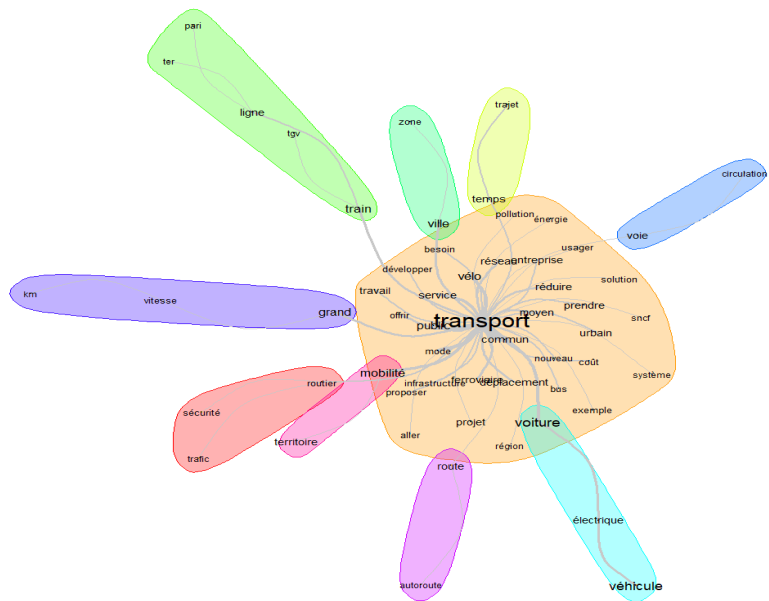 pari
ter
ligne
tgv
train
zone
ville
trajet
temps
circulation
voie
pollution
énergie
besoin
usager
réseau
entreprise
développer
vélo
solution
travail
service
réduire
km
vitesse
grand
offrir
public
transport
moyen
prendre
sncf
urbain
commun
mode
nouveau
coût
mobilité
système
routier
infrastructure
ferroviaire
déplacement
proposer
bus
sécurité
exemple
territoire
aller
projet
voiture
région
trafic
route
électrique
autoroute
véhicule